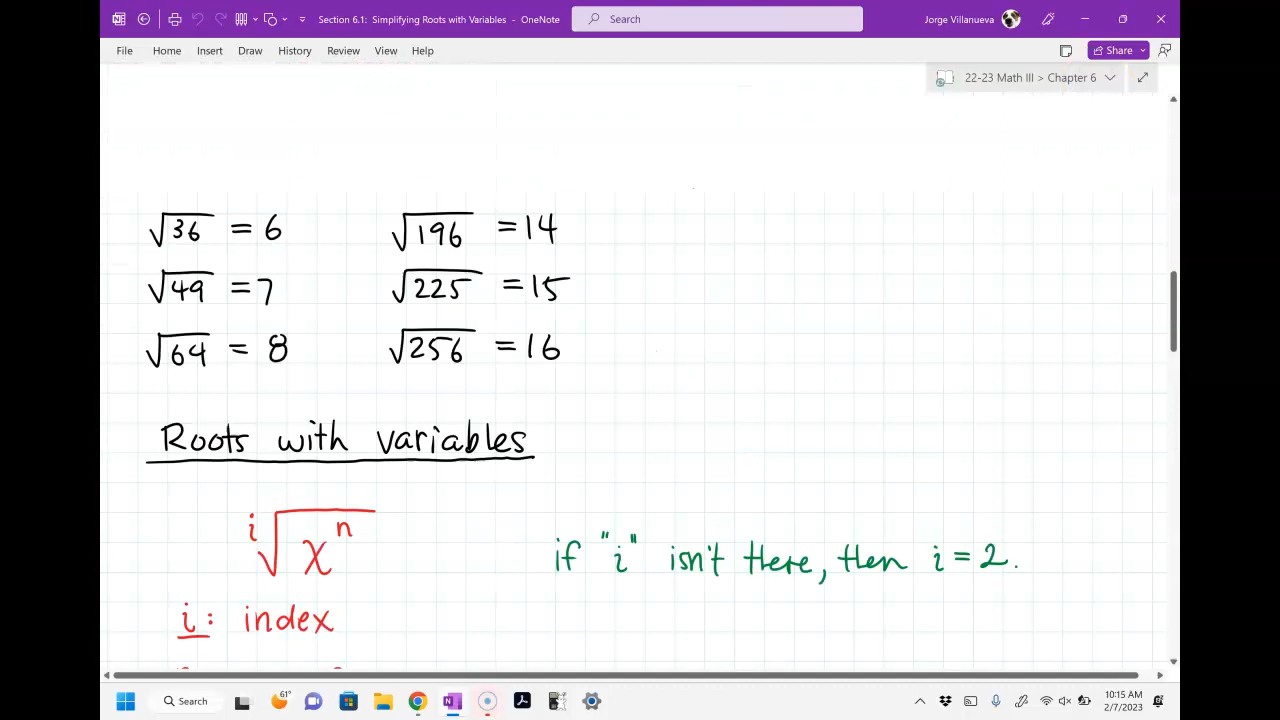 Section 6.1: Simplifying Roots with Variables - OneNote
Search
Jorge Villanueva
File Home Insert Draw History Review View Help
Share
22-23 Math III > Chapter 6
√36 = 6 √196 = 14
√49 = 7 √225 = 15
√64 = 8 √256 = 16
Roots with variables
ⁱ√xⁿ
if "i" isn't there, then i = 2.
i: index
61°
Search
10:15 AM
2/7/2023